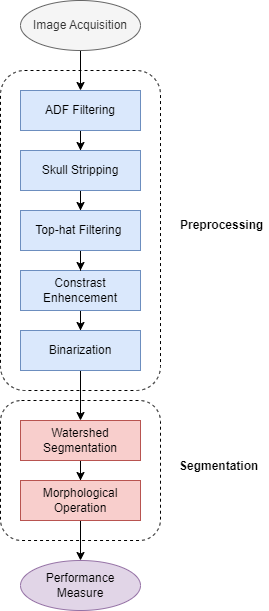 Image Acquisition
ADF Filtering
Skull Stripping
Top-hat Filtering
Preprocessing
Constrast
Enhencement
Binarization
Watershed
Segmentation
Segmentation
Morphological
Operation
Performance
Measure